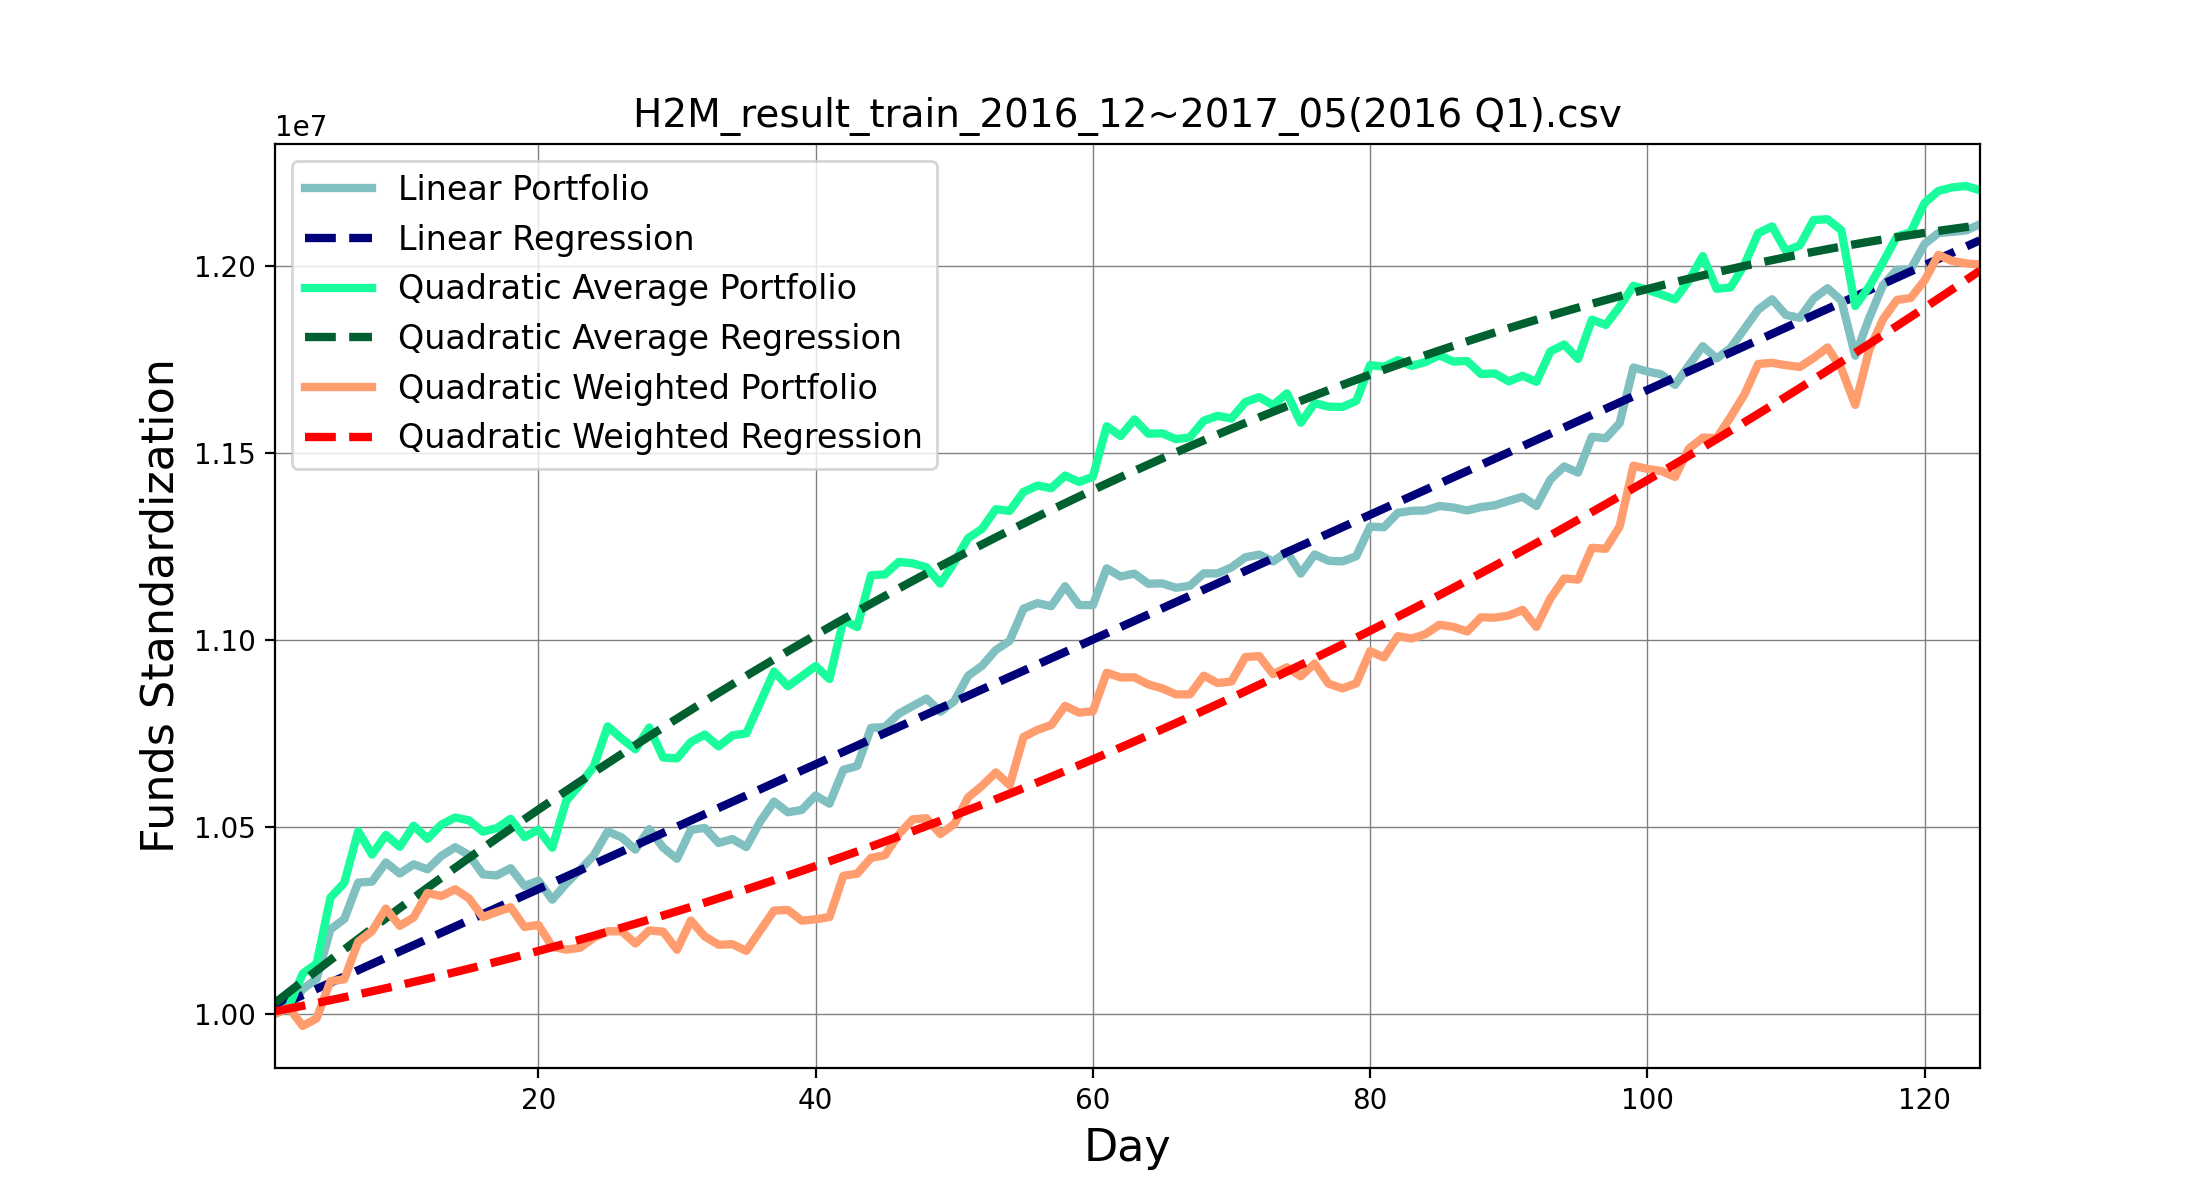 H2M_result_train_2016_12~2017_05(2016 Q1).csv
1e7
Linear Portfolio
Linear Regression
Quadratic Average Portfolio
Quadratic Average Regression
Quadratic Weighted Portfolio
Quadratic Weighted Regression
Funds Standardization
1.20
1.15
1.10
1.05
1.00
20 40 60 80 100 120
Day